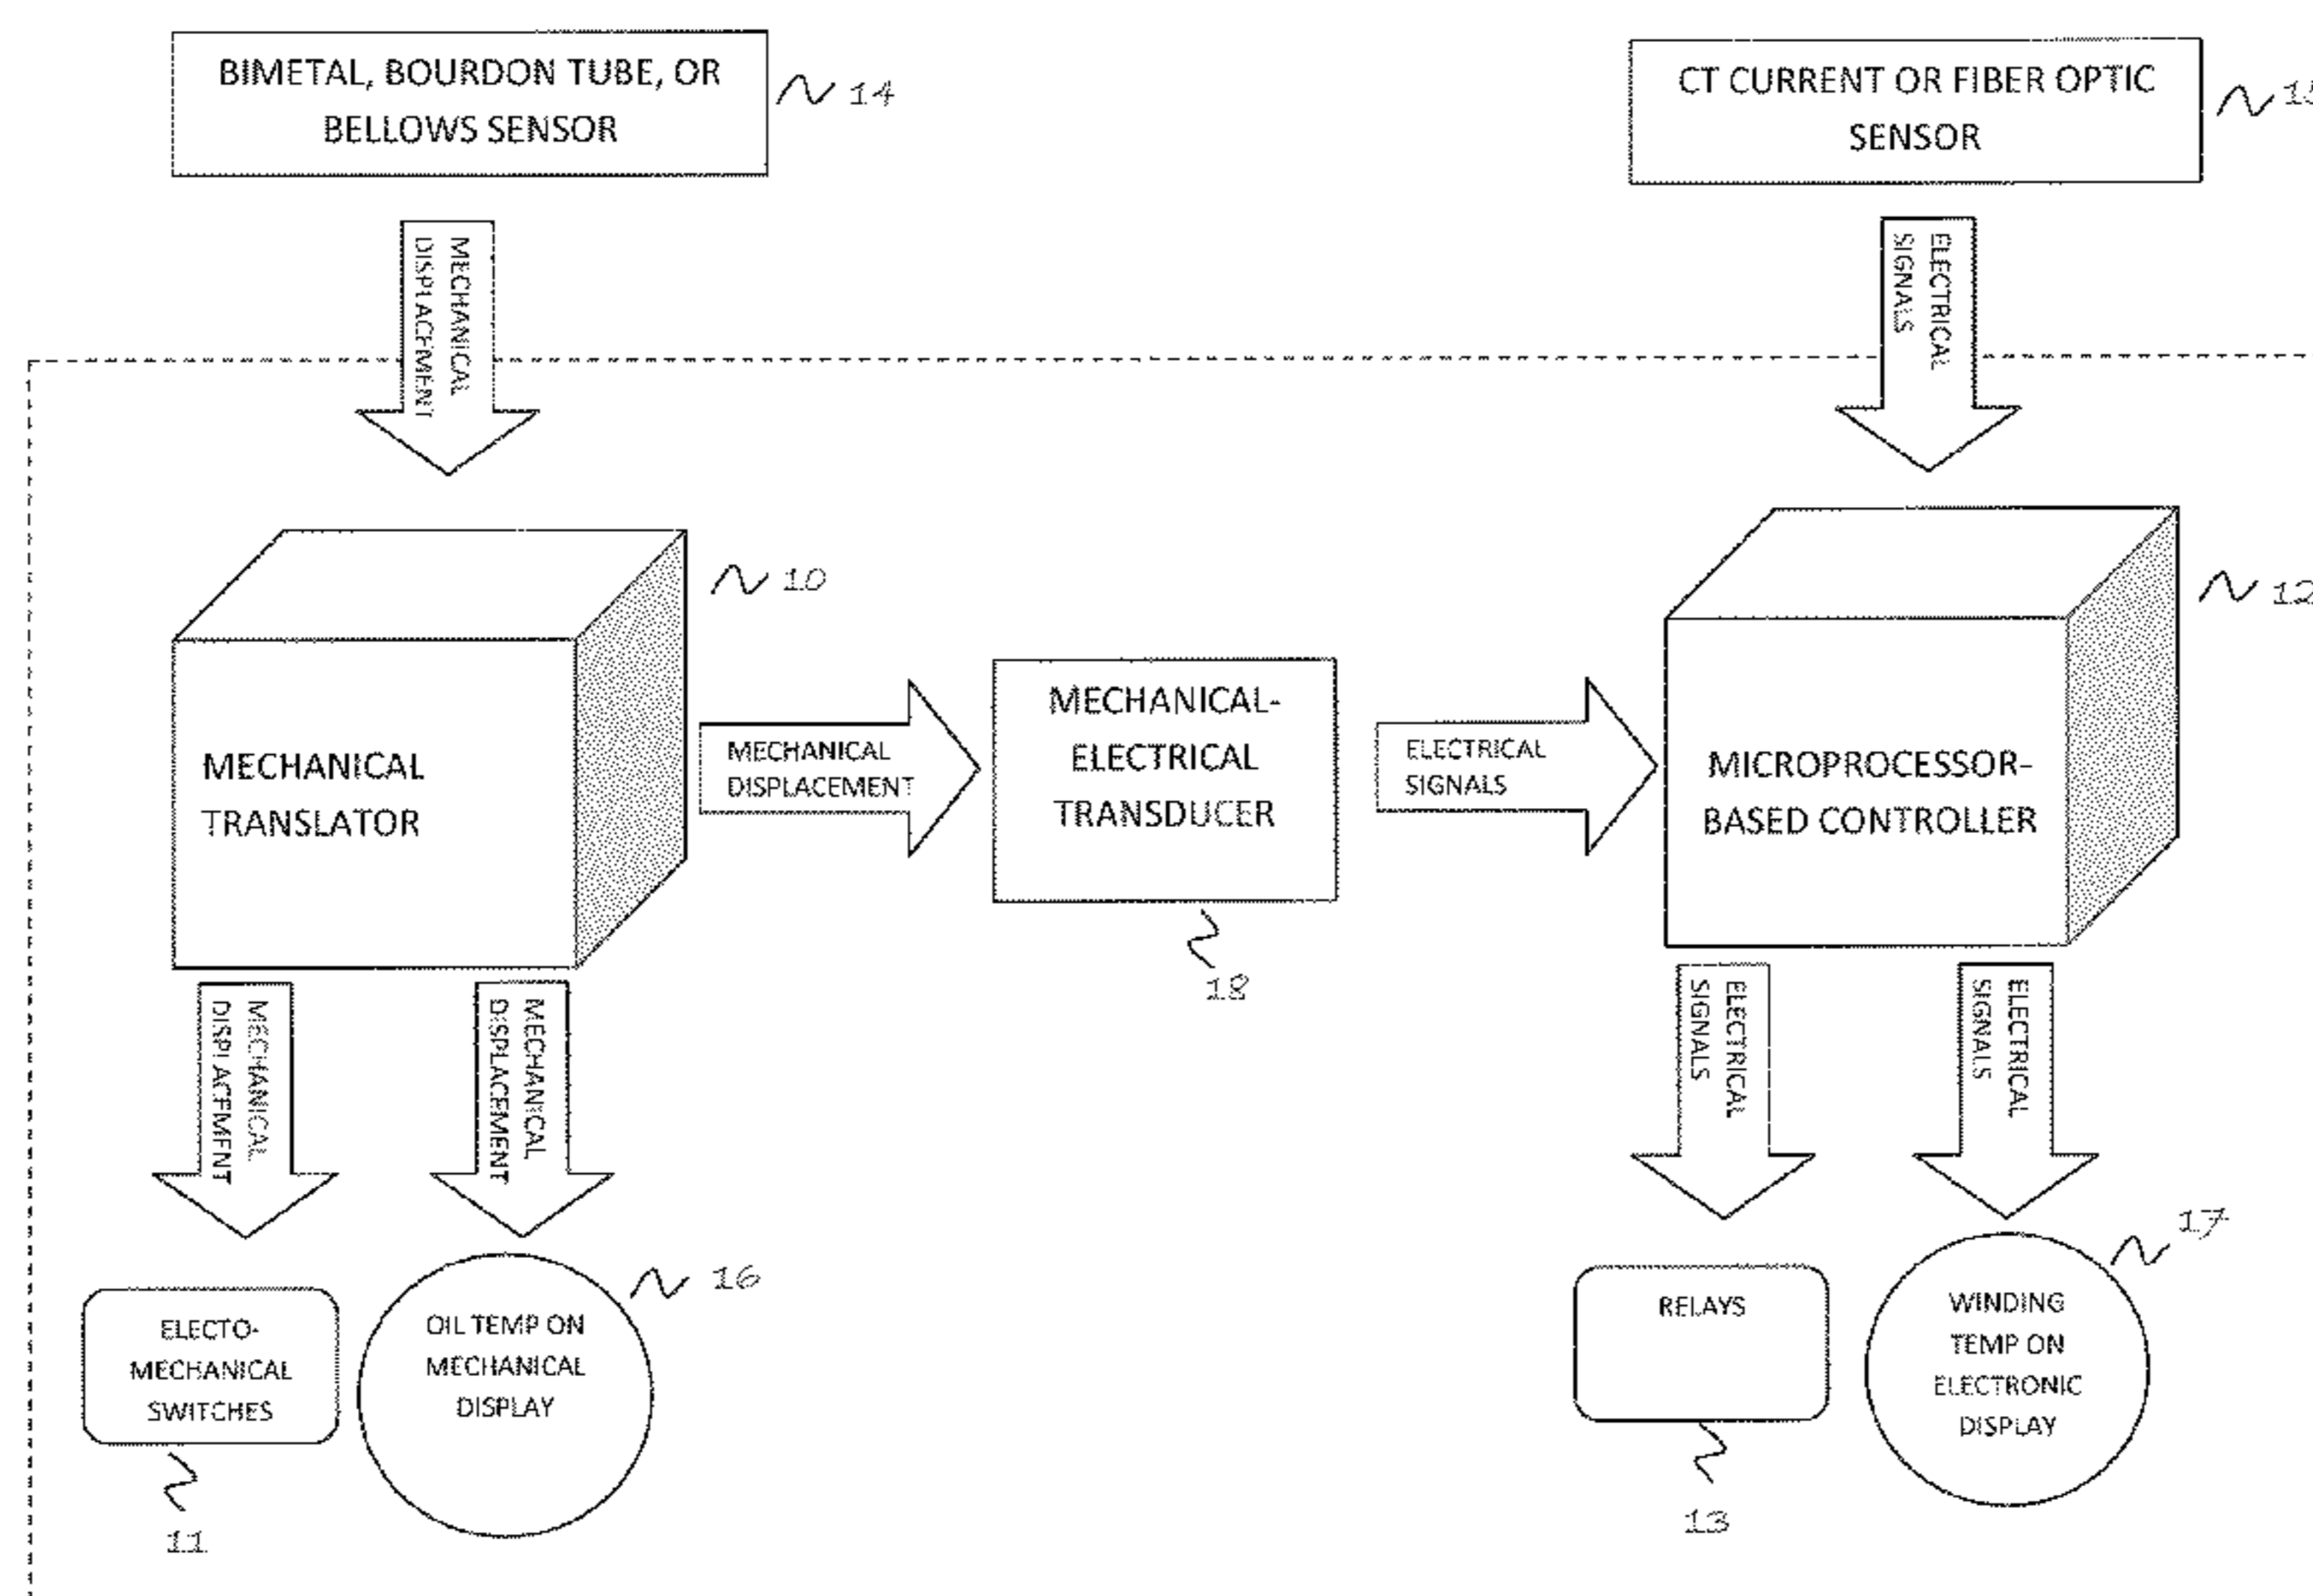 BIMETAL, BOURDON TUBE, OR
BELLOWS SENSOR
14
CT CURRENT OR FIBER OPTIC
SENSOR
MECHANICAL
DISPLACEMENT
ELECTRICAL
SIGNALS
10
12
MECHANICAL
TRANSLATOR
MECHANICAL
DISPLACEMENT
MECHANICAL-
ELECTRICAL
TRANSDUCER
18
ELECTRICAL
SIGNALS
MICROPROCESSOR-
BASED CONTROLLER
MECHANICAL
DISPLACEMENT
MECHANICAL
DISPLACEMENT
ELECTRICAL
SIGNALS
ELECTRICAL
SIGNALS
ELECTO-
MECHANICAL
SWITCHES
11
16
OIL TEMP ON
MECHANICAL
DISPLAY
RELAYS
13
17
WINDING
TEMP ON
ELECTRONIC
DISPLAY